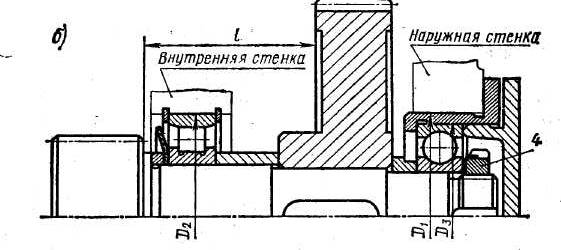 б)
l
Внутренняя стенка
Наружная стенка
4
D₂
D₁
D₃